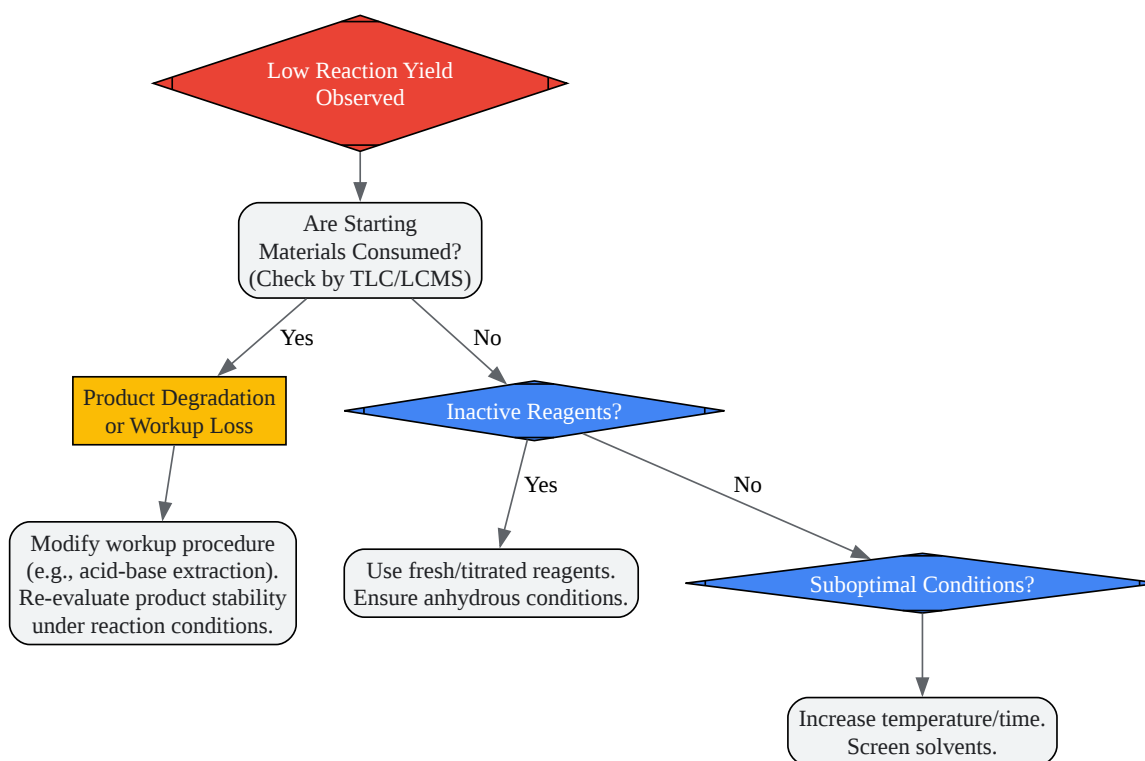 Low Reaction Yield
Observed
Are Starting
Materials Consumed?
(Check by TLC/LCMS)
Yes
No
Product Degradation
or Workup Loss
Inactive Reagents?
Yes
No
Modify workup procedure
(e.g., acid-base extraction).
Re-evaluate product stability
under reaction conditions.
Use fresh/titrated reagents.
Ensure anhydrous conditions.
Suboptimal Conditions?
Increase temperature/time.
Screen solvents.